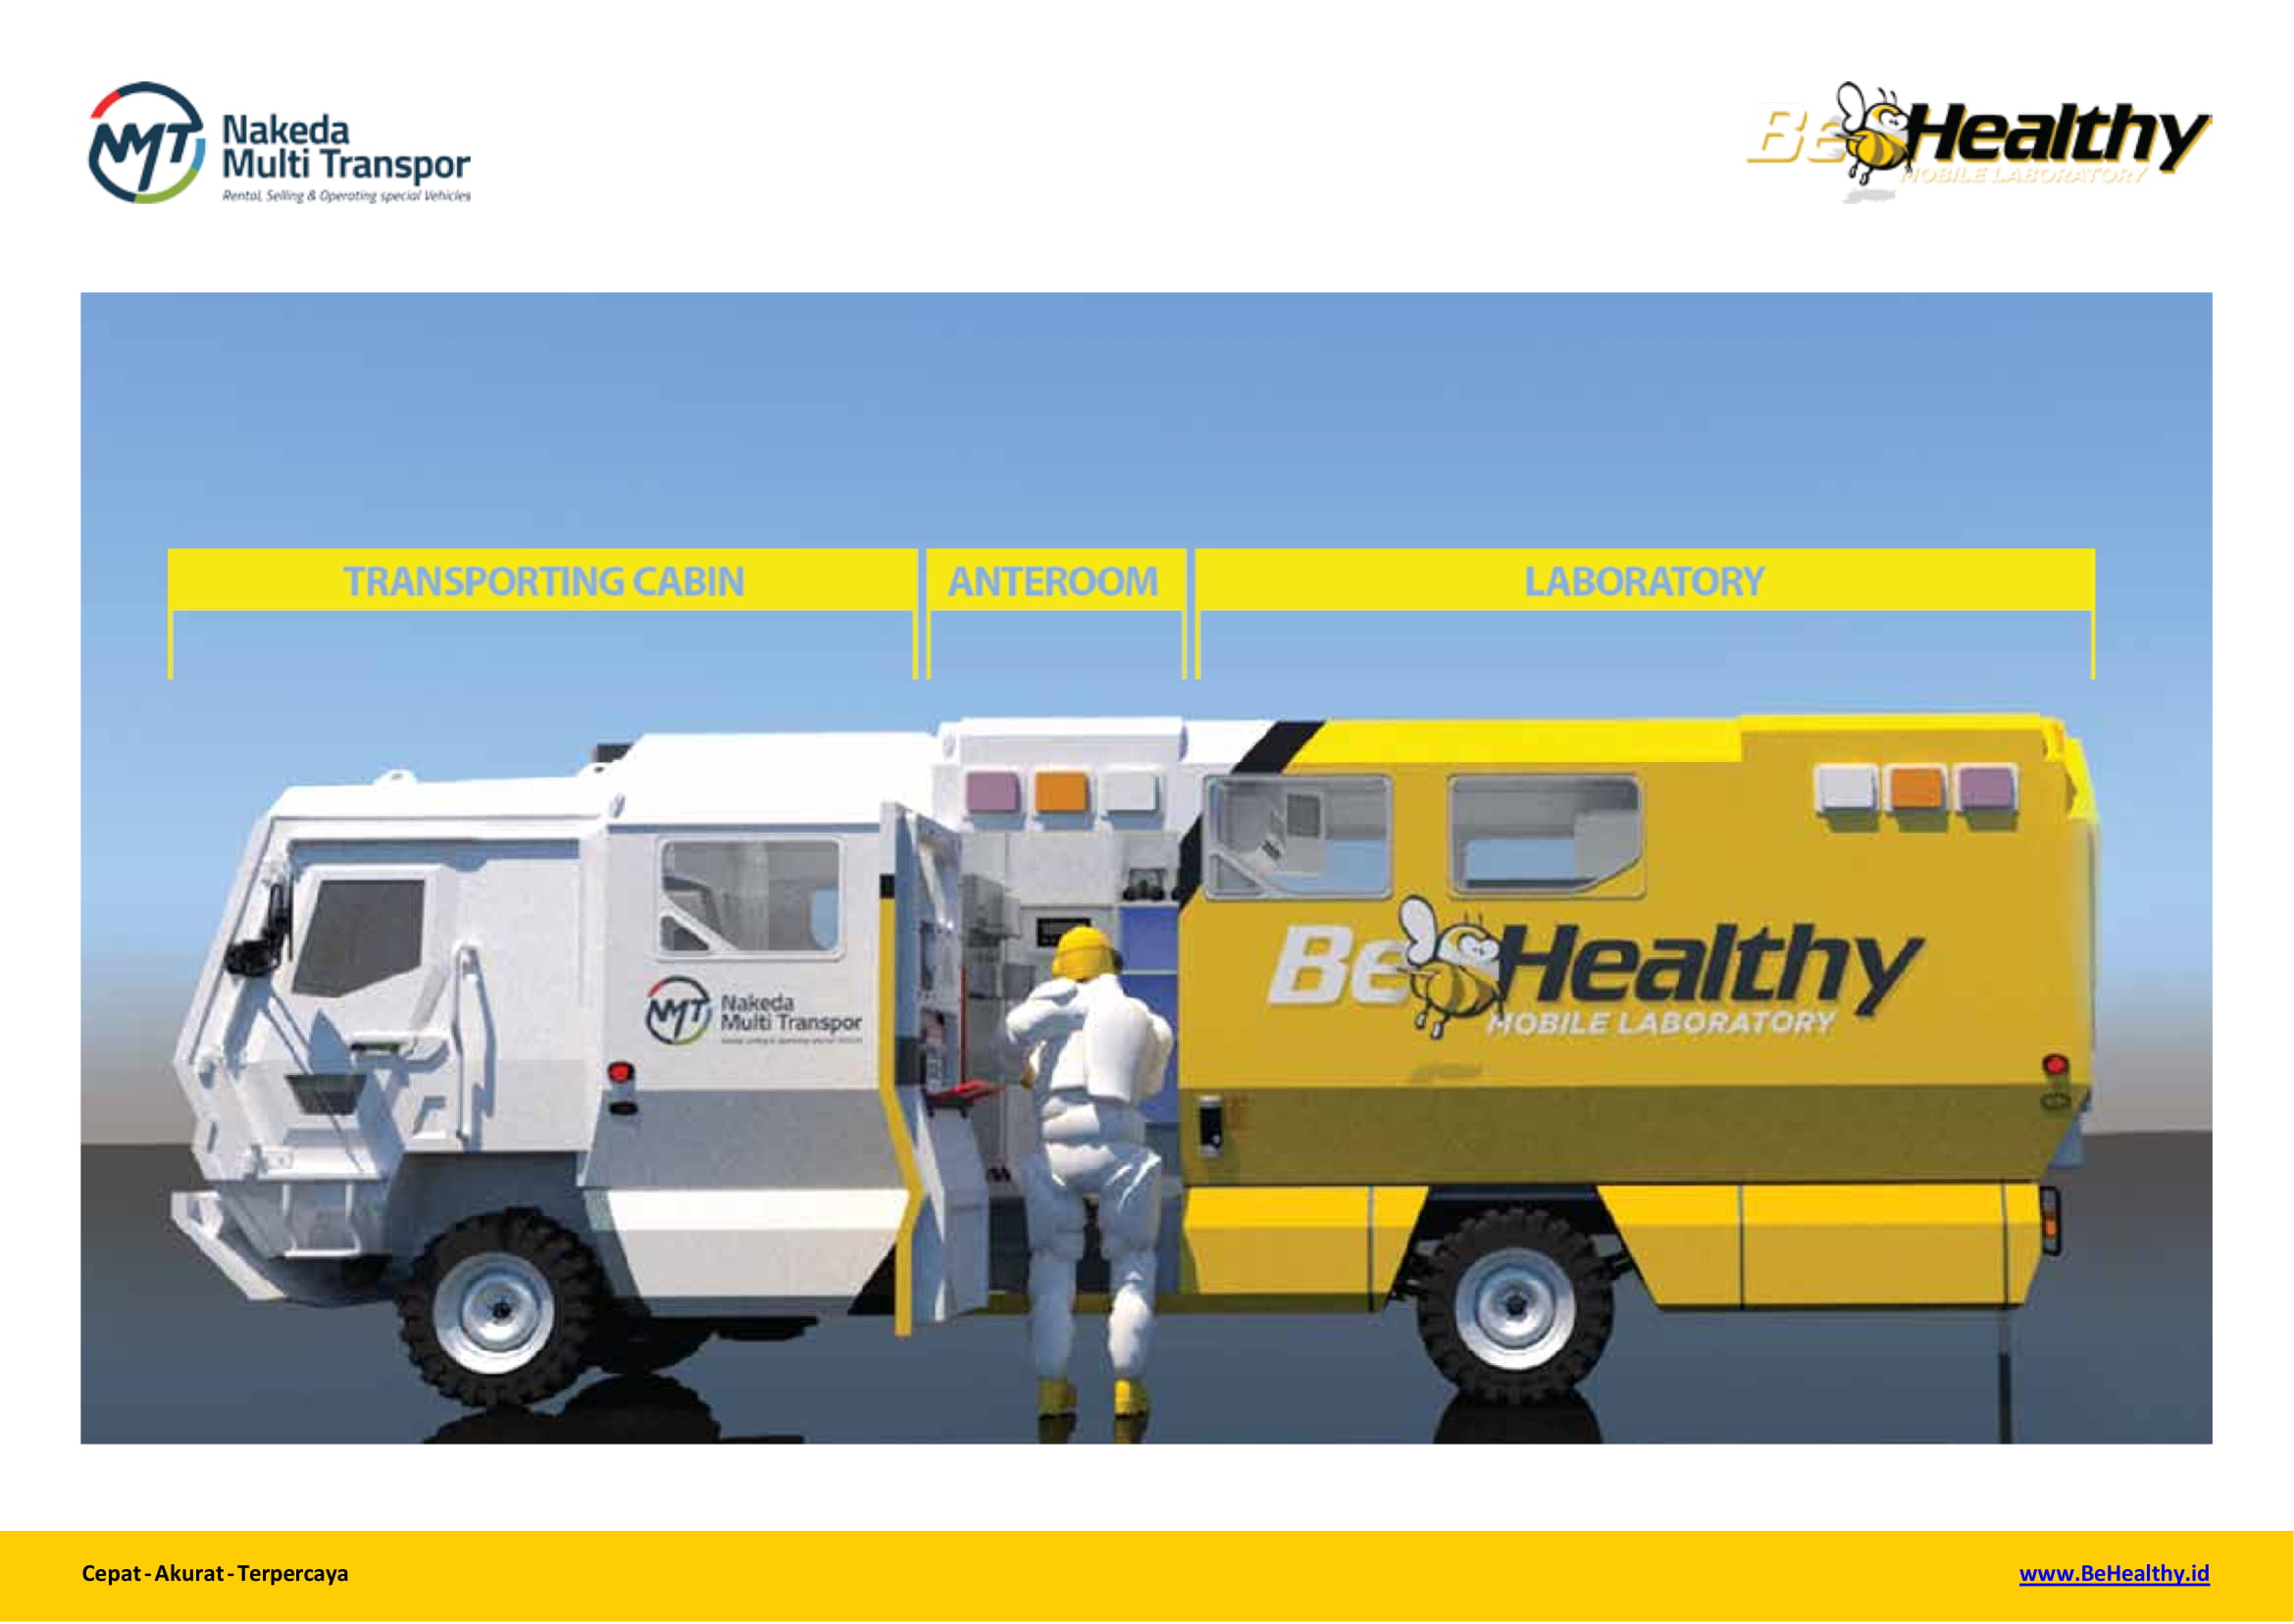 Nakeda
Multi Transpor
Rental, Selling & Operating special Vehicles
NMT
BeHealthy
MOBILE LABORATORY
TRANSPORTING CABIN
ANTEROOM
LABORATORY
NMT
Nakeda
Multi Transpor
BeHealthy
MOBILE LABORATORY
Cepat - Akurat - Terpercaya
www.BeHealthy.id